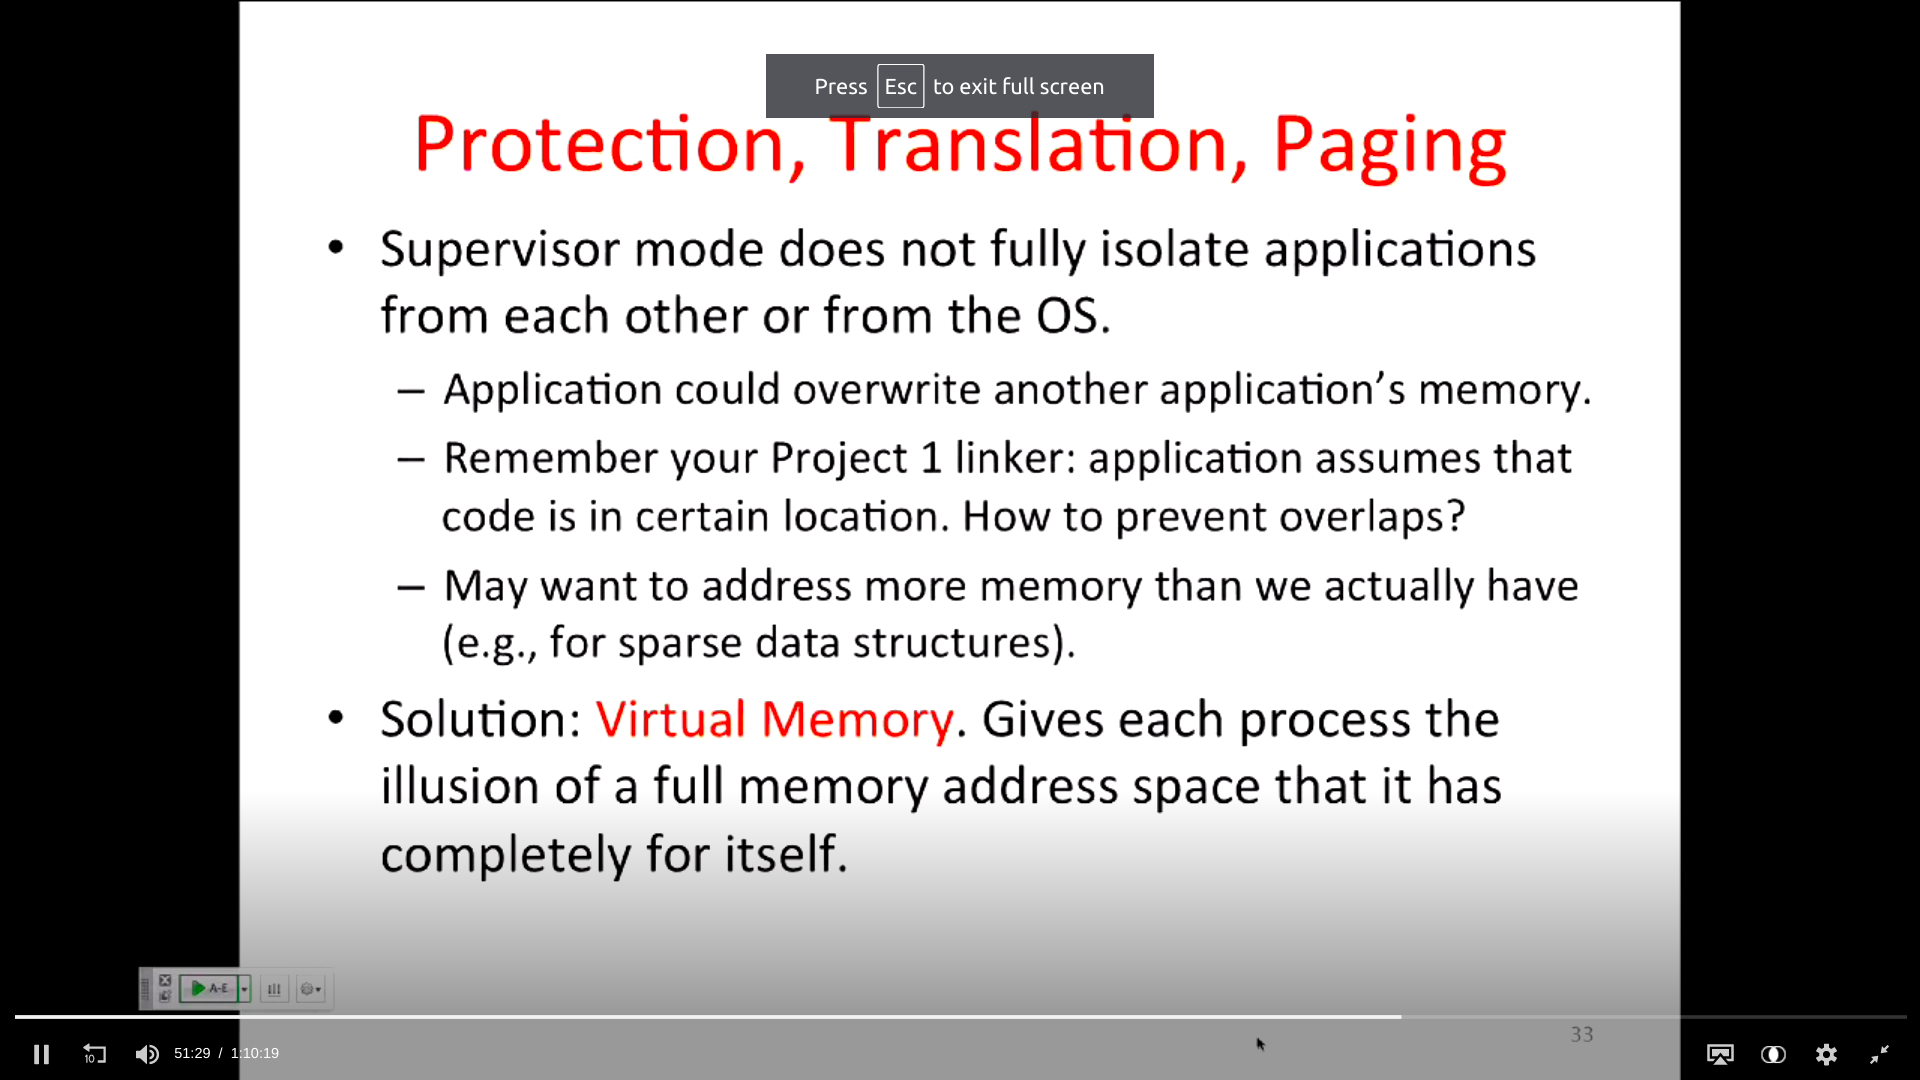 Press Esc to exit full screen
Protection, Translation, Paging
• Supervisor mode does not fully isolate applications
from each other or from the OS.
– Application could overwrite another application’s memory.
– Remember your Project 1 linker: application assumes that
code is in certain location. How to prevent overlaps?
– May want to address more memory than we actually have
(e.g., for sparse data structures).
• Solution: Virtual Memory. Gives each process the
illusion of a full memory address space that it has
completely for itself.
A-E
33
10 51:29 / 1:10:19